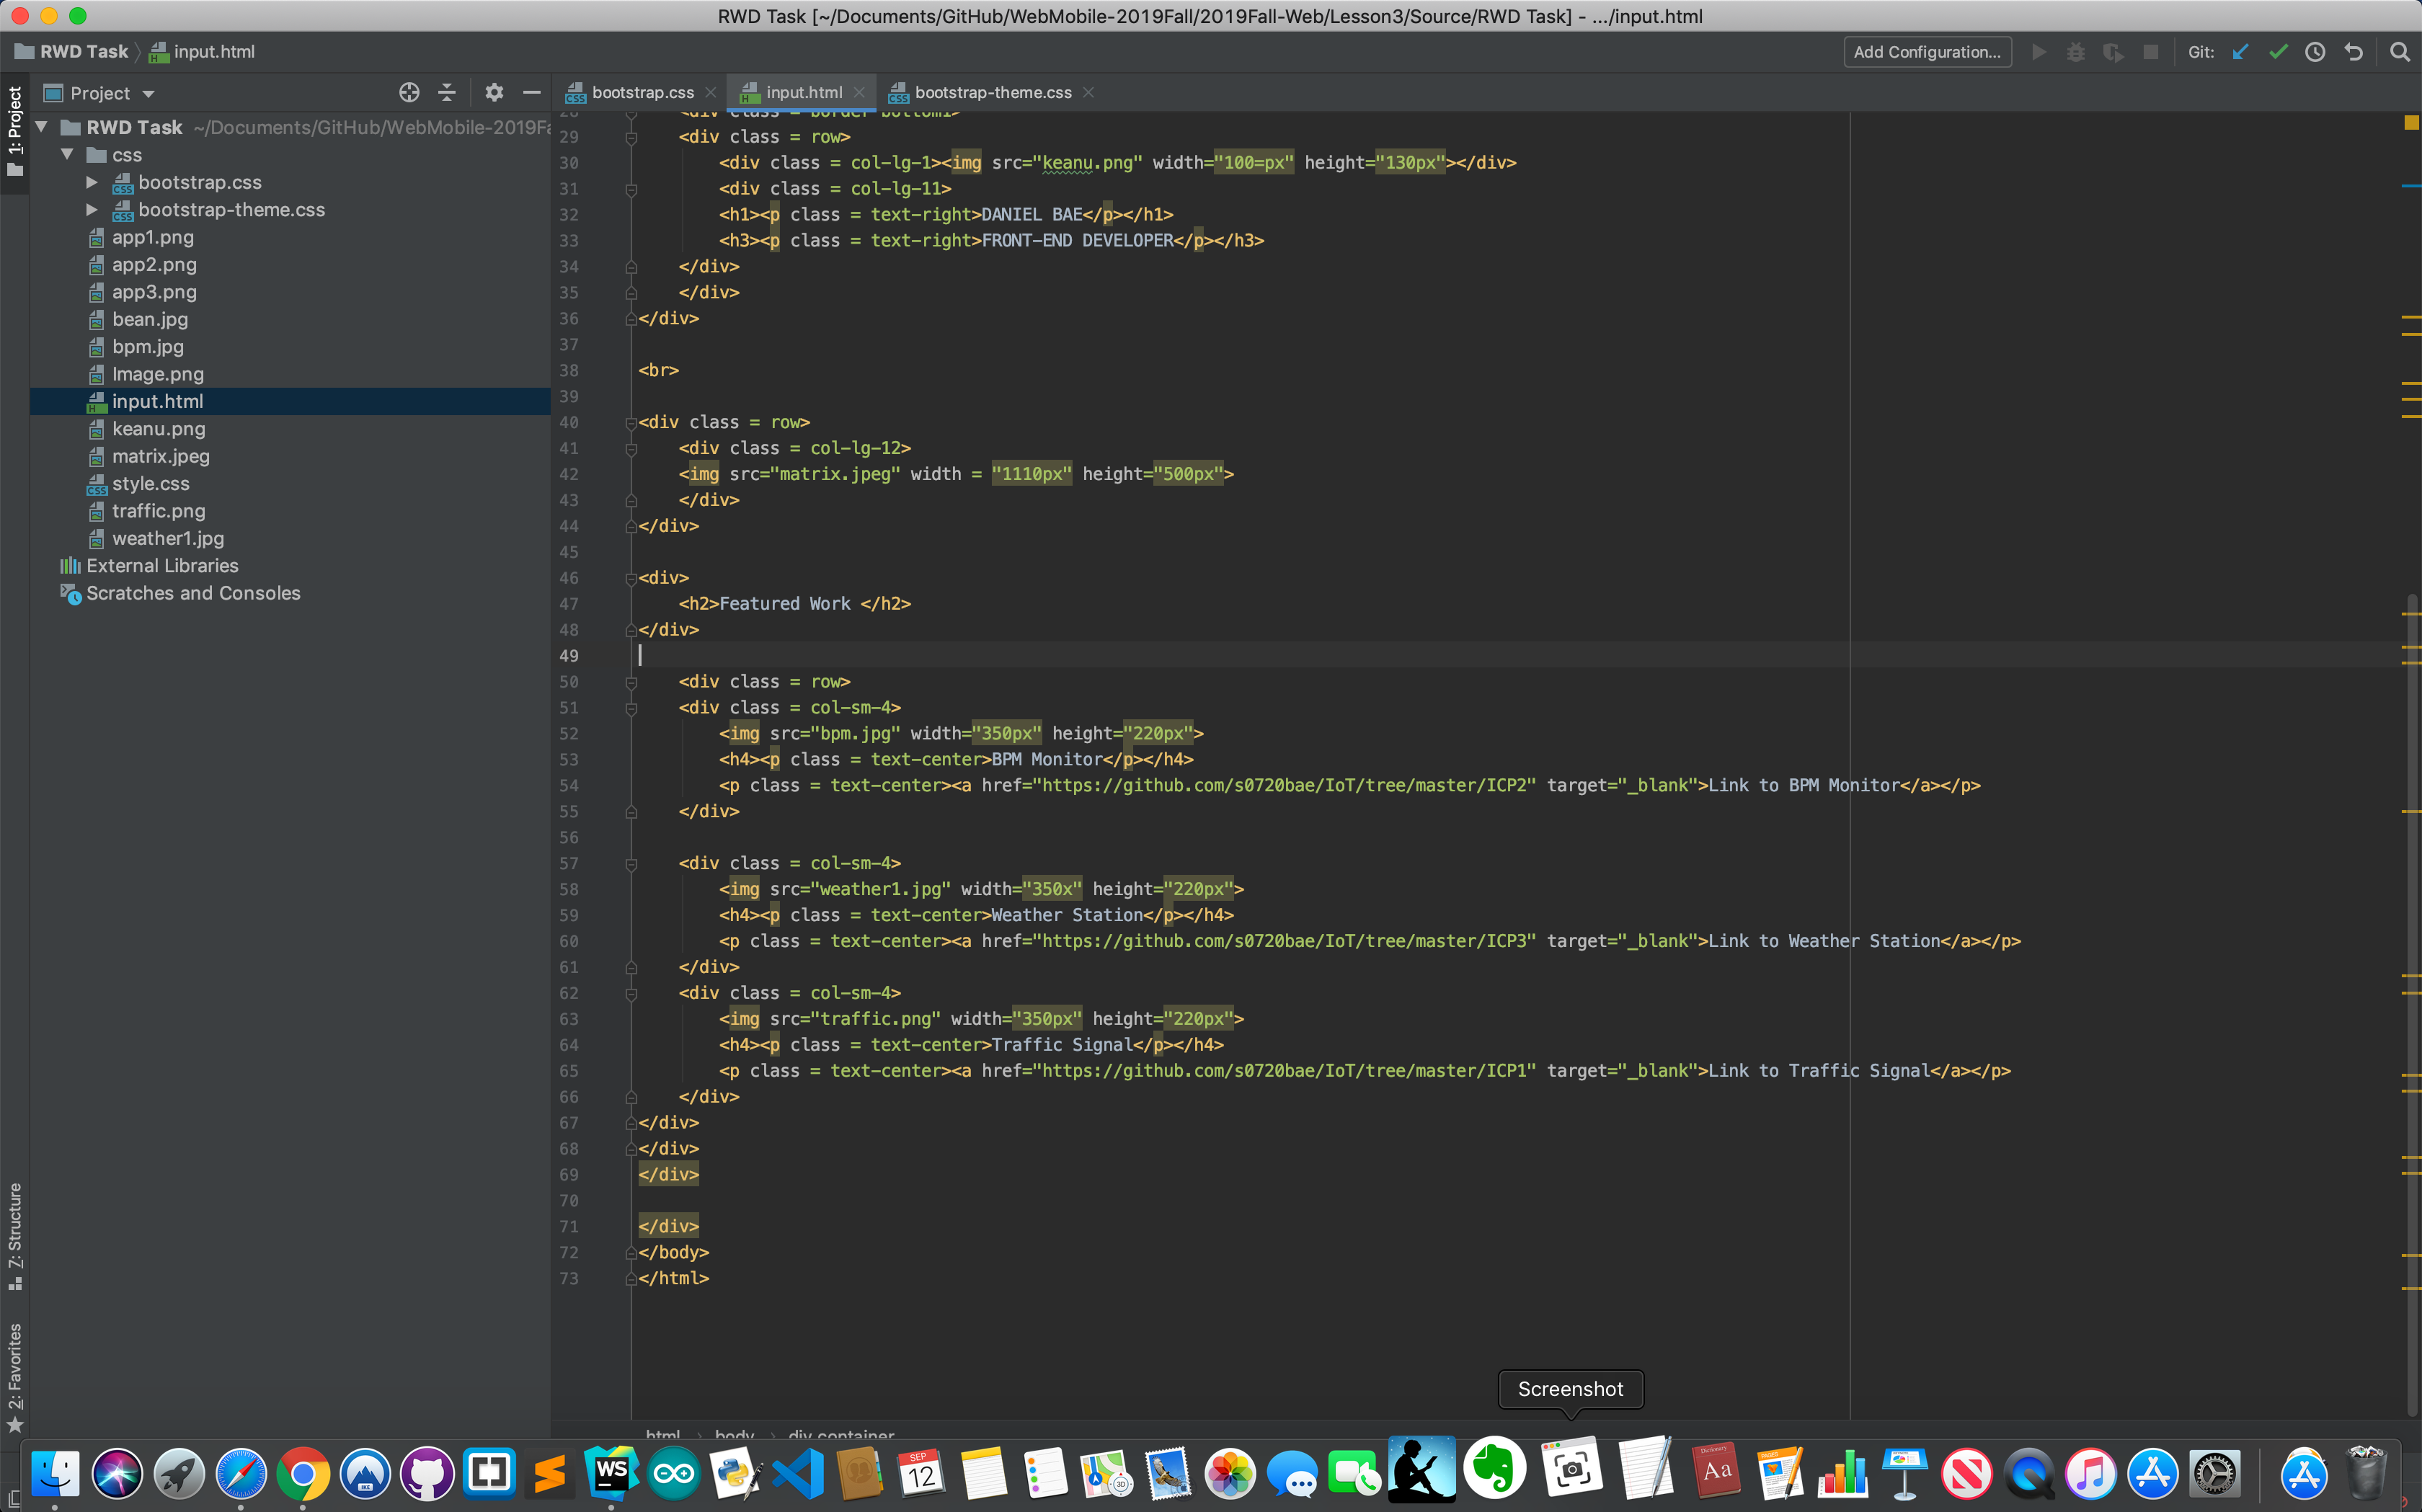 RWD Task [~/Documents/GitHub/WebMobile-2019Fall/2019Fall-Web/Lesson3/Source/RWD Task] - .../input.html
RWD Task
input.html
Add Configuration...
Git:
1: Project
Project
bootstrap.css
input.html
bootstrap-theme.css
RWD Task ~/Documents/GitHub/WebMobile-2019Fa
css
bootstrap.css
bootstrap-theme.css
app1.png
app2.png
app3.png
bean.jpg
bpm.jpg
Image.png
input.html
keanu.png
matrix.jpeg
style.css
traffic.png
weather1.jpg
External Libraries
Scratches and Consoles
28 <div class = border-bottom1>
29 <div class = row>
30 <div class = col-lg-1><img src="keanu.png" width="100=px" height="130px"></div>
31 <div class = col-lg-11>
32 <h1><p class = text-right>DANIEL BAE</p></h1>
33 <h3><p class = text-right>FRONT-END DEVELOPER</p></h3>
34 </div>
35 </div>
36 </div>
37
38 <br>
39
40 <div class = row>
41 <div class = col-lg-12>
42 <img src="matrix.jpeg" width = "1110px" height="500px">
43 </div>
44 </div>
45
46 <div>
47 <h2>Featured Work </h2>
48 </div>
49
50 <div class = row>
51 <div class = col-sm-4>
52 <img src="bpm.jpg" width="350px" height="220px">
53 <h4><p class = text-center>BPM Monitor</p></h4>
54 <p class = text-center><a href="https://github.com/s0720bae/IoT/tree/master/ICP2" target="_blank">Link to BPM Monitor</a></p>
55 </div>
56
57 <div class = col-sm-4>
58 <img src="weather1.jpg" width="350x" height="220px">
59 <h4><p class = text-center>Weather Station</p></h4>
60 <p class = text-center><a href="https://github.com/s0720bae/IoT/tree/master/ICP3" target="_blank">Link to Weather Station</a></p>
61 </div>
62 <div class = col-sm-4>
63 <img src="traffic.png" width="350px" height="220px">
64 <h4><p class = text-center>Traffic Signal</p></h4>
65 <p class = text-center><a href="https://github.com/s0720bae/IoT/tree/master/ICP1" target="_blank">Link to Traffic Signal</a></p>
66 </div>
67 </div>
68 </div>
69 </div>
70
71 </div>
72 </body>
73 </html>
7: Structure
2: Favorites
Screenshot
html › body › div.container
WS
SEP
12
Aa